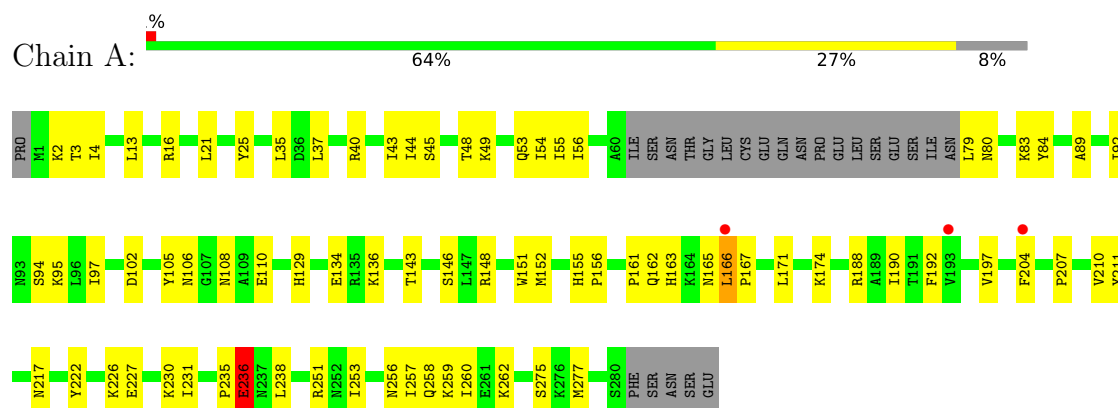 .%
Chain A:
64% 27% 8%
PRO M1 K2 T3 I4 L13 R16 L21 Y25 L35 D36 L37 R40 I43 I44 S45 T48 K49 Q53 I54 I55 I56 A60 ILE SER ASN THR GLY LEU CYS GLU GLN ASN PRO GLU LEU SER GLU SER ILE ASN L79 N80 K83 Y84 A89 I92
N93 S94 K95 L96 I97 D102 Y105 N106 G107 N108 A109 E110 H129 E134 R135 K136 T143 S146 L147 R148 W151 M152 H155 P156 P161 Q162 H163 K164 N165 L166 P167 L171 K174 R188 A189 I190 T191 F192 V193 V197 F204 P207 V210 Y211
N217 Y222 K226 E227 K230 I231 P235 E236 N237 L238 R251 N252 I253 N256 I257 Q258 K259 I260 E261 K262 S275 K276 M277 S280 PHE SER ASN SER GLU